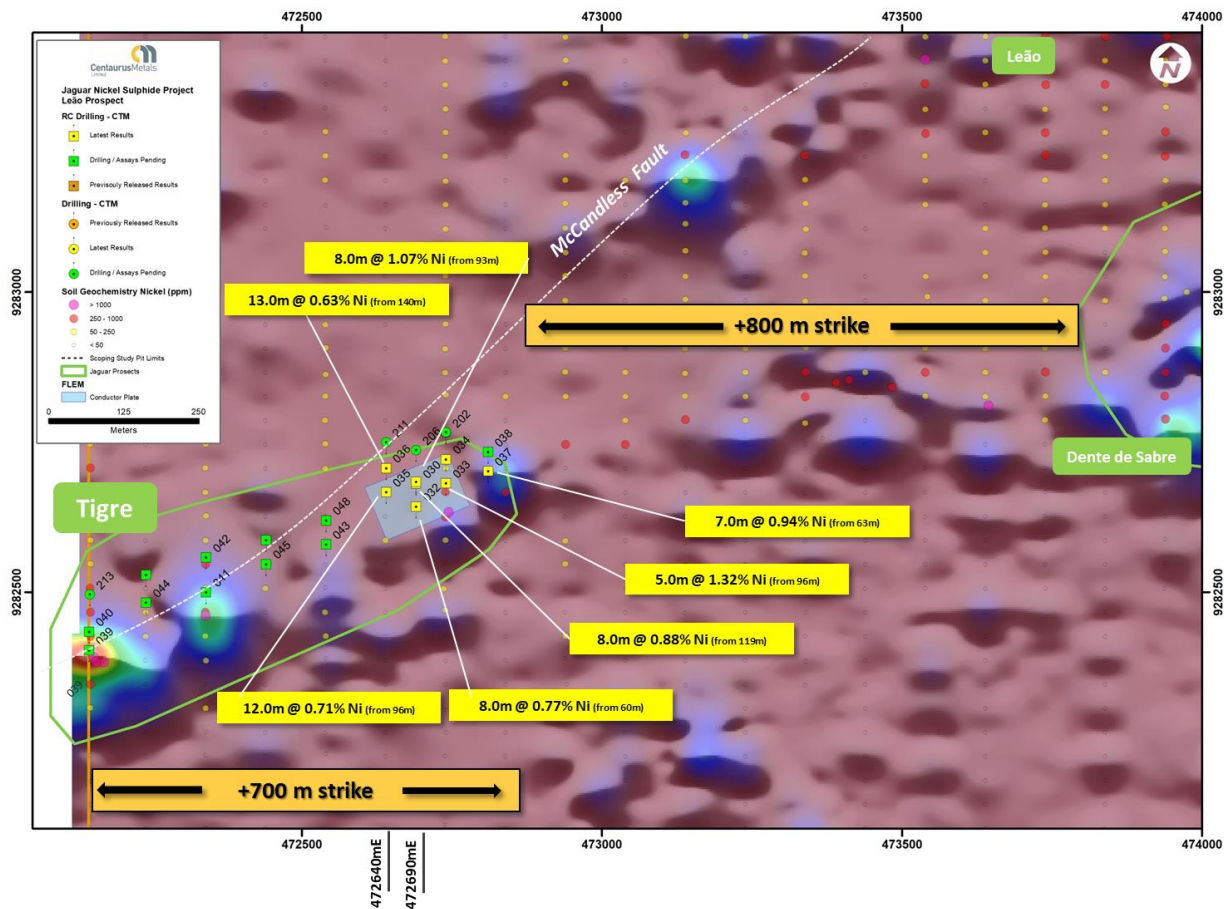 472500
473000
473500
474000
CentaurusMetals
Limited
Jaguar Nickel Sulphide Project
Leão Prospect
RC Drilling - CTM
Latest Results
Drilling / Assays Pending
Previsouly Released Results
Drilling - CTM
Previously Released Results
Latest Results
Drilling / Assays Pending
Soil Geochemistry Nickel (ppm)
> 1000
250 - 1000
50 - 250
< 50
Scoping Study Pit Limits
Jaguar Prosects
FLEM
Conductor Plate
0 125 250
Meters
Leão
N
McCandless Fault
9283000
9283000
8.0m @ 1.07% Ni (from 93m)
13.0m @ 0.63% Ni (from 140m)
+800 m strike
Dente de Sabre
211
206
202
036
034
038
035
030
033
037
032
Tigre
048
043
042
045
213
044
041
040
039
039
7.0m @ 0.94% Ni (from 63m)
5.0m @ 1.32% Ni (from 96m)
9282500
9282500
8.0m @ 0.88% Ni (from 119m)
12.0m @ 0.71% Ni (from 96m)
8.0m @ 0.77% Ni (from 60m)
+700 m strike
472500
473000
473500
474000
472640mE
472690mE